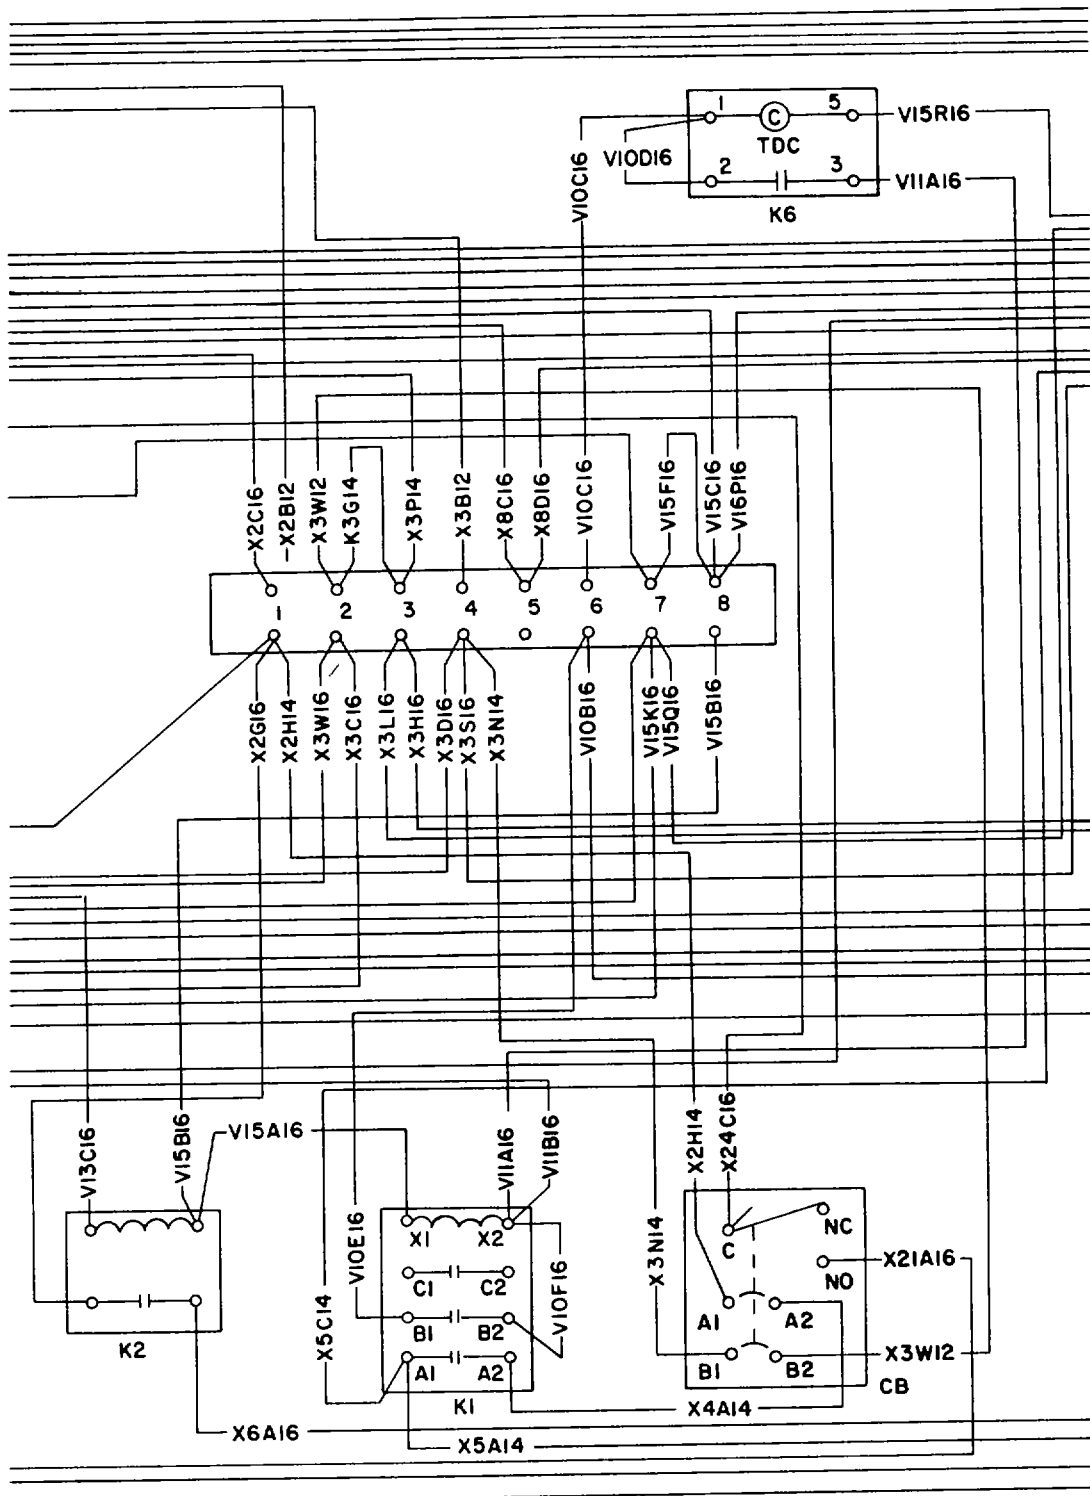 1
C
5
V15R16
TDC
V10D16
2
3
V11A16
K6
V10C16
X2C16
X2B12
X3W12
K3G14
X3P14
X3B12
X8C16
X8D16
V10C16
V15F16
V15C16
V16P16
1 2 3 4 5 6 7 8
X2G16
X2H14
X3W16
X3C16
X3L16
X3H16
X3D16
X3S16
X3N14
V10B16
V15K16
V15Q16
V15B16
V13C16
V15B16
V15A16
V11A16
V11B16
X2H14
X24C16
K2
X5C14
V10E16
X1 X2
C1 C2
B1 B2
A1 A2
K1
V10F16
X3N14
C
NC
NO
X21A16
A1 A2
B1 B2
X3W12
CB
X4A14
X6A16
X5A14